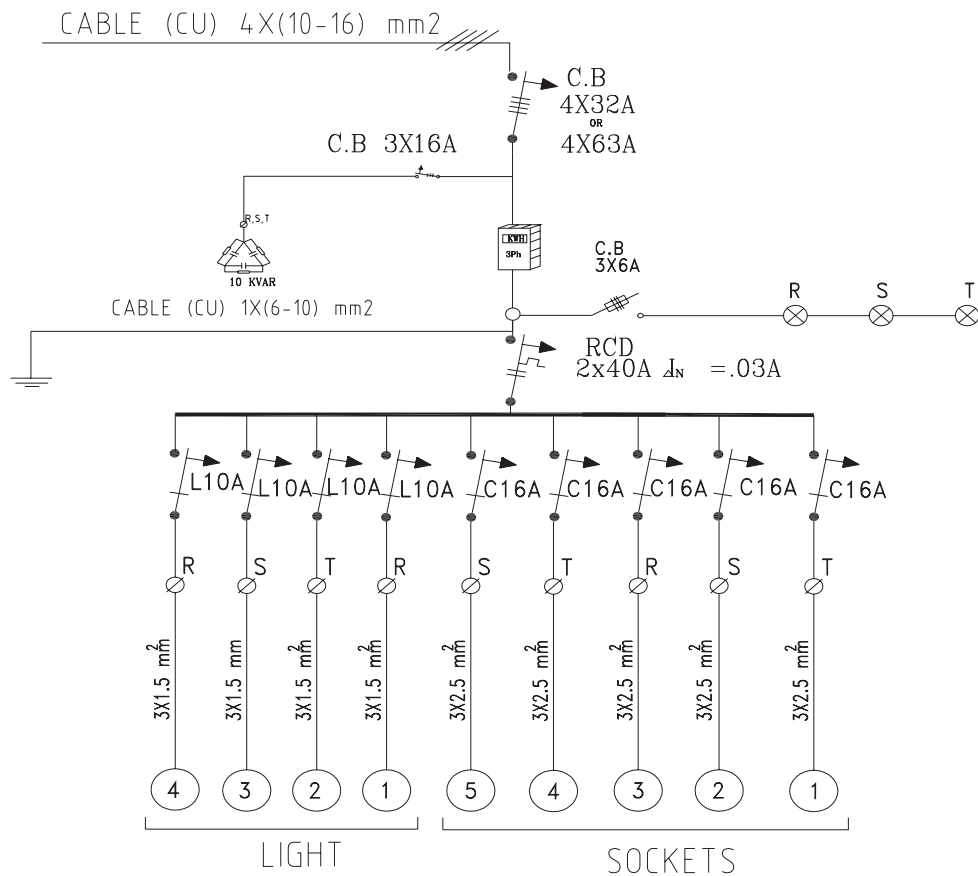 CABLE (CU) 4X(10-16) mm2
C.B
4X32A
OR
4X63A
C.B 3X16A
R,S,T
KWH
3Ph
10 KVAR
C.B
3X6A
CABLE (CU) 1X(6-10) mm2
R S T
RCD
2x40A IΔN =.03A
L10A L10A L10A L10A C16A C16A C16A C16A C16A
R S T R S T R S T
3X1.5 mm2 3X1.5 mm2 3X1.5 mm2 3X1.5 mm2 3X2.5 mm2 3X2.5 mm2 3X2.5 mm2 3X2.5 mm2 3X2.5 mm2
4 3 2 1 5 4 3 2 1
LIGHT SOCKETS